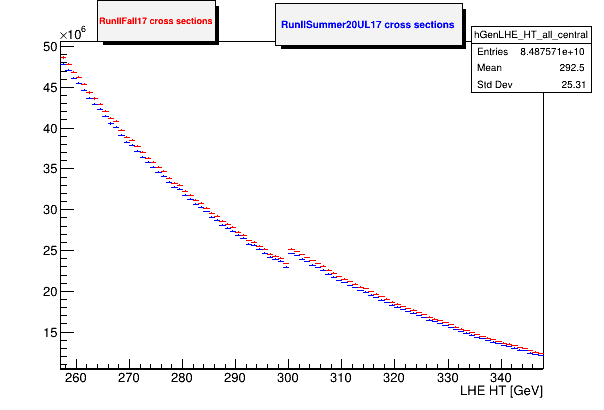 RunIIFall17 cross sections
RunIISummer20UL17 cross sections
×10⁶
hGenLHE_HT_all_central
Entries 8.487571e+10
Mean 292.5
Std Dev 25.31
50
45
40
35
30
25
20
15
260 270 280 290 300 310 320 330 340
LHE HT [GeV]